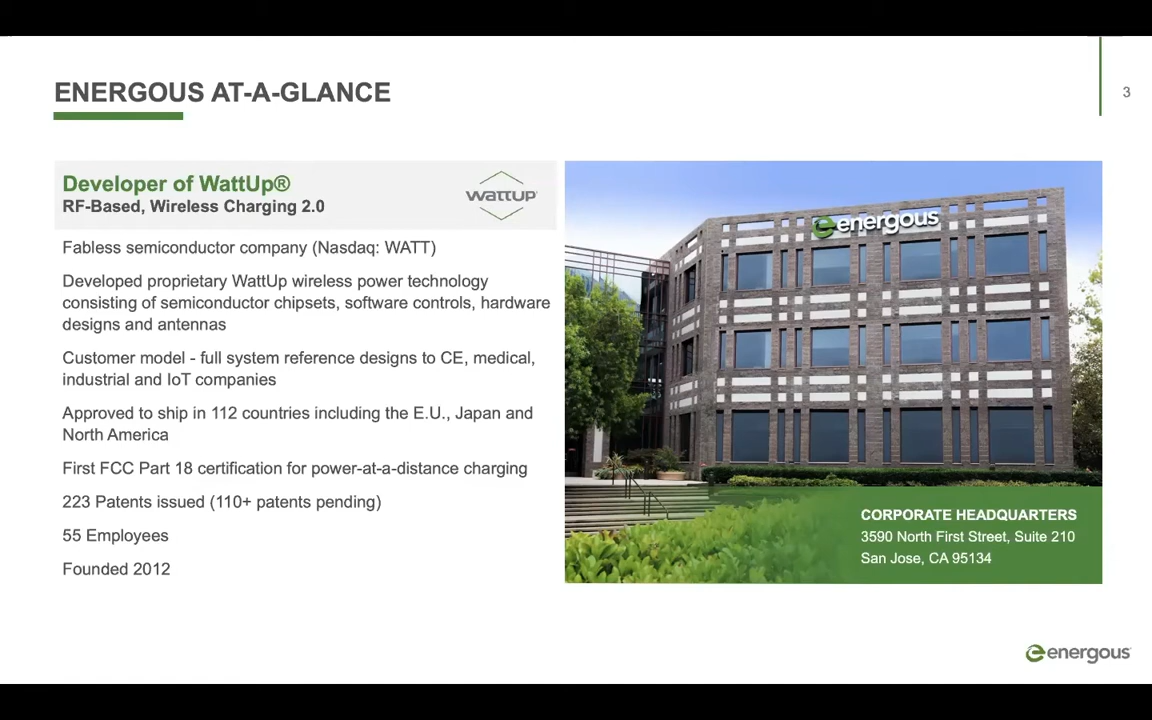 ENERGOUS AT-A-GLANCE
3
Developer of WattUp®
RF-Based, Wireless Charging 2.0
wattup
Fabless semiconductor company (Nasdaq: WATT)
Developed proprietary WattUp wireless power technology
consisting of semiconductor chipsets, software controls, hardware
designs and antennas
Customer model - full system reference designs to CE, medical,
industrial and IoT companies
Approved to ship in 112 countries including the E.U., Japan and
North America
First FCC Part 18 certification for power-at-a-distance charging
223 Patents issued (110+ patents pending)
55 Employees
Founded 2012
energous
CORPORATE HEADQUARTERS
3590 North First Street, Suite 210
San Jose, CA 95134
energous